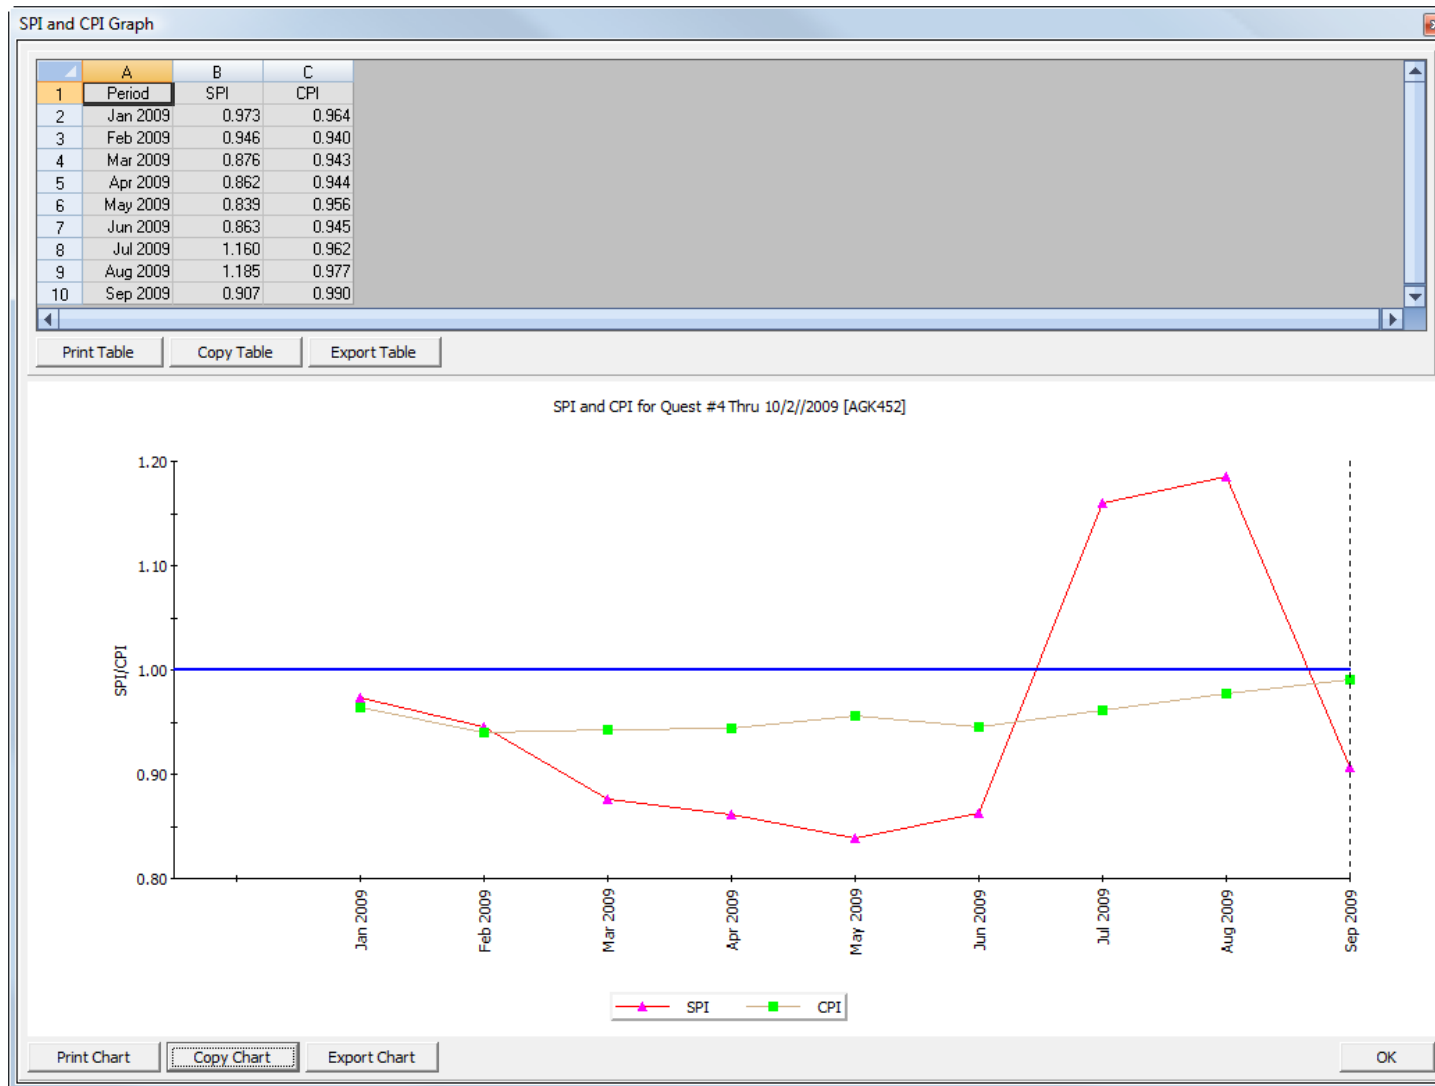 SPI and CPI Graph
A B C
1 Period SPI CPI
2 Jan 2009 0.973 0.964
3 Feb 2009 0.946 0.940
4 Mar 2009 0.876 0.943
5 Apr 2009 0.862 0.944
6 May 2009 0.839 0.956
7 Jun 2009 0.863 0.945
8 Jul 2009 1.160 0.962
9 Aug 2009 1.185 0.977
10 Sep 2009 0.907 0.990
Print Table Copy Table Export Table
SPI and CPI for Quest #4 Thru 10/2//2009 [AGK452]
1.20
1.10
1.00
0.90
0.80
SPI/CPI
Jan 2009
Feb 2009
Mar 2009
Apr 2009
May 2009
Jun 2009
Jul 2009
Aug 2009
Sep 2009
SPI CPI
Print Chart Copy Chart Export Chart OK